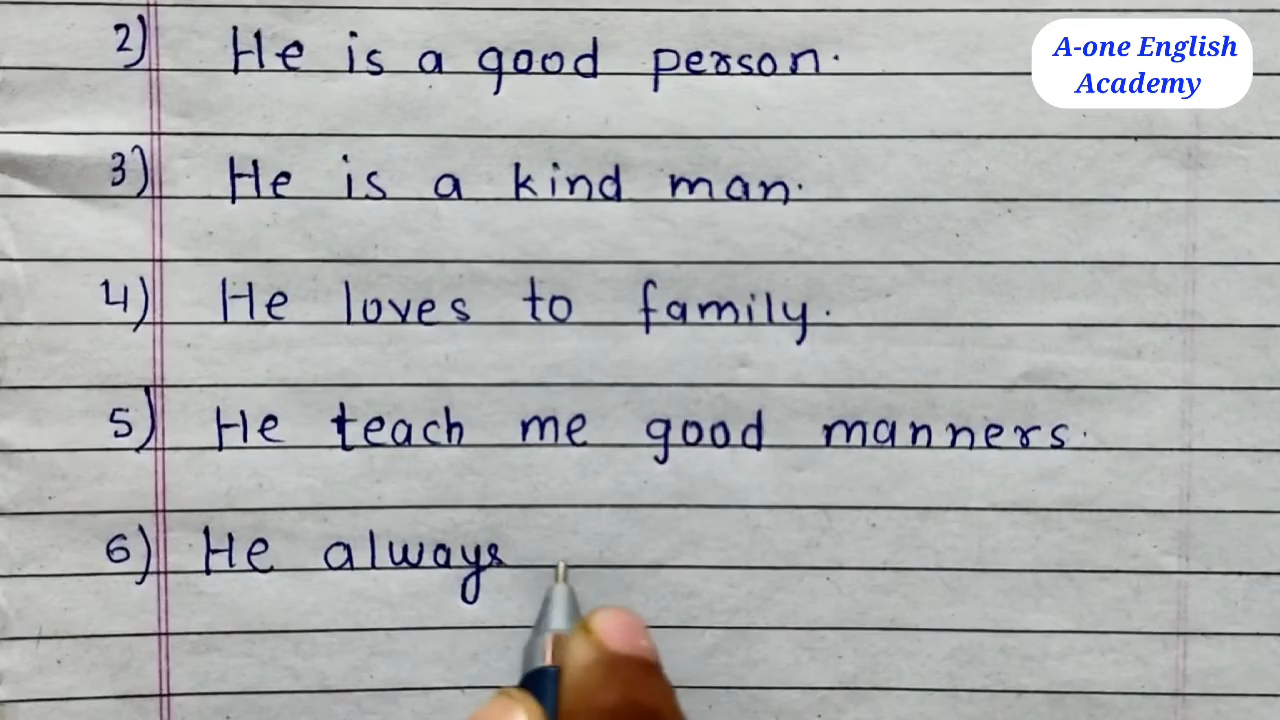 A-one English
Academy
2) He is a good person.
3) He is a kind man.
4) He loves to family.
5) He teach me good manners.
6) He always